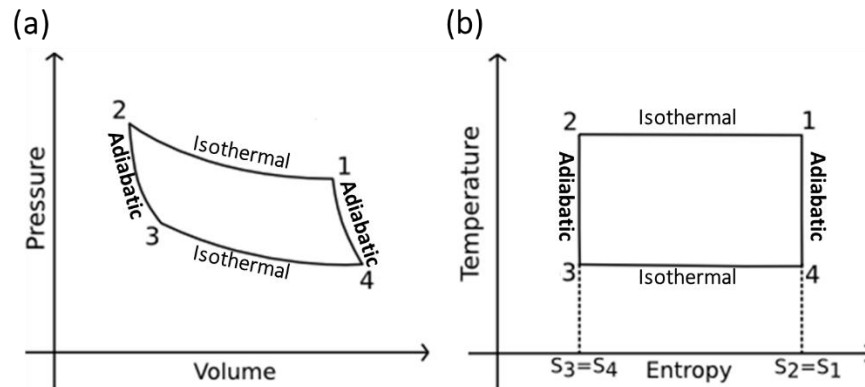 (a)
Pressure
2
Isothermal
1
Adiabatic
Adiabatic
3
Isothermal
4
Volume
(b)
Temperature
2
Isothermal
1
Adiabatic
Adiabatic
3
Isothermal
4
S₃=S₄
Entropy
S₂=S₁